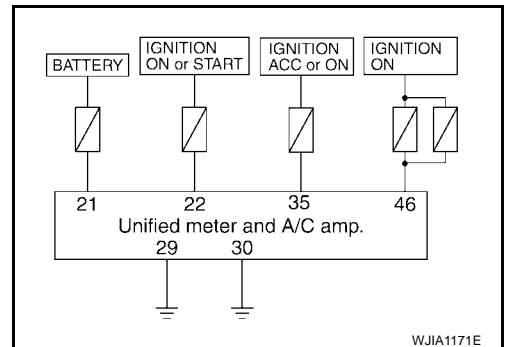 BATTERY
IGNITION
ON or START
IGNITION
ACC or ON
IGNITION
ON
21 22 35 46
Unified meter and A/C amp.
29 30
WJIA1171E